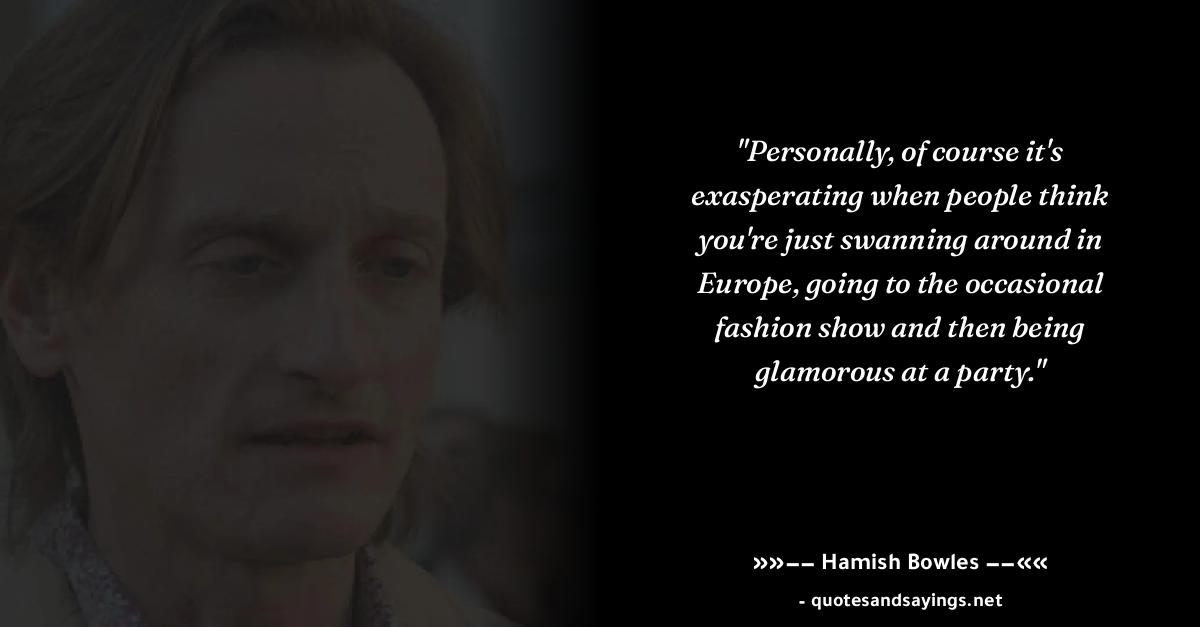 "Personally, of course it's
exasperating when people think
you're just swanning around in
Europe, going to the occasional
fashion show and then being
glamorous at a party."
»»−− Hamish Bowles −−««
- quotesandsayings.net